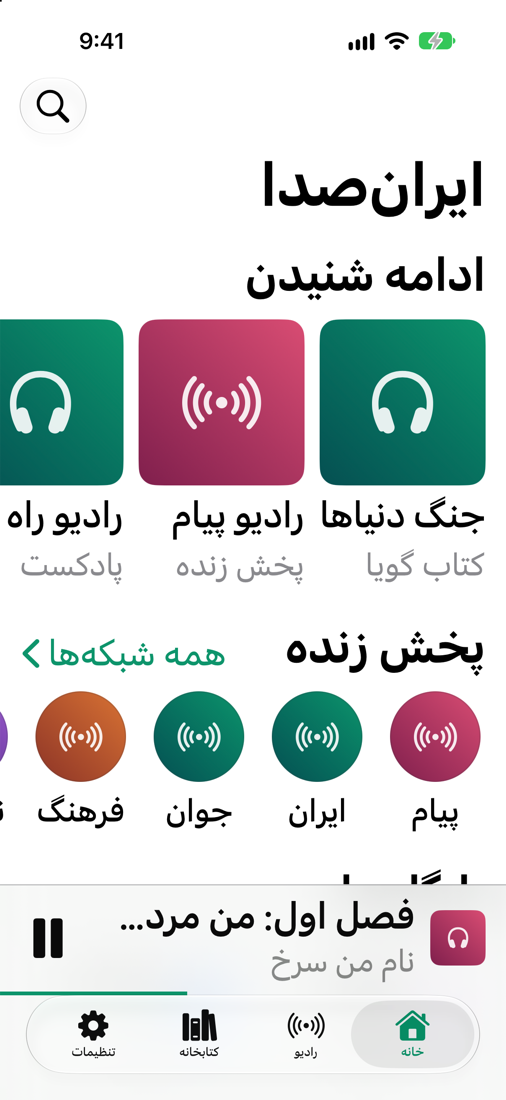 9:41
ایران‌صدا
ادامه شنیدن
جنگ دنیاها
کتاب گویا
رادیو پیام
پخش زنده
رادیو راه
پادکست
پخش زنده
همه شبکه‌ها
پیام
ایران
جوان
فرهنگ
فصل اول: من مرد...
نام من سرخ
خانه
رادیو
کتابخانه
تنظیمات